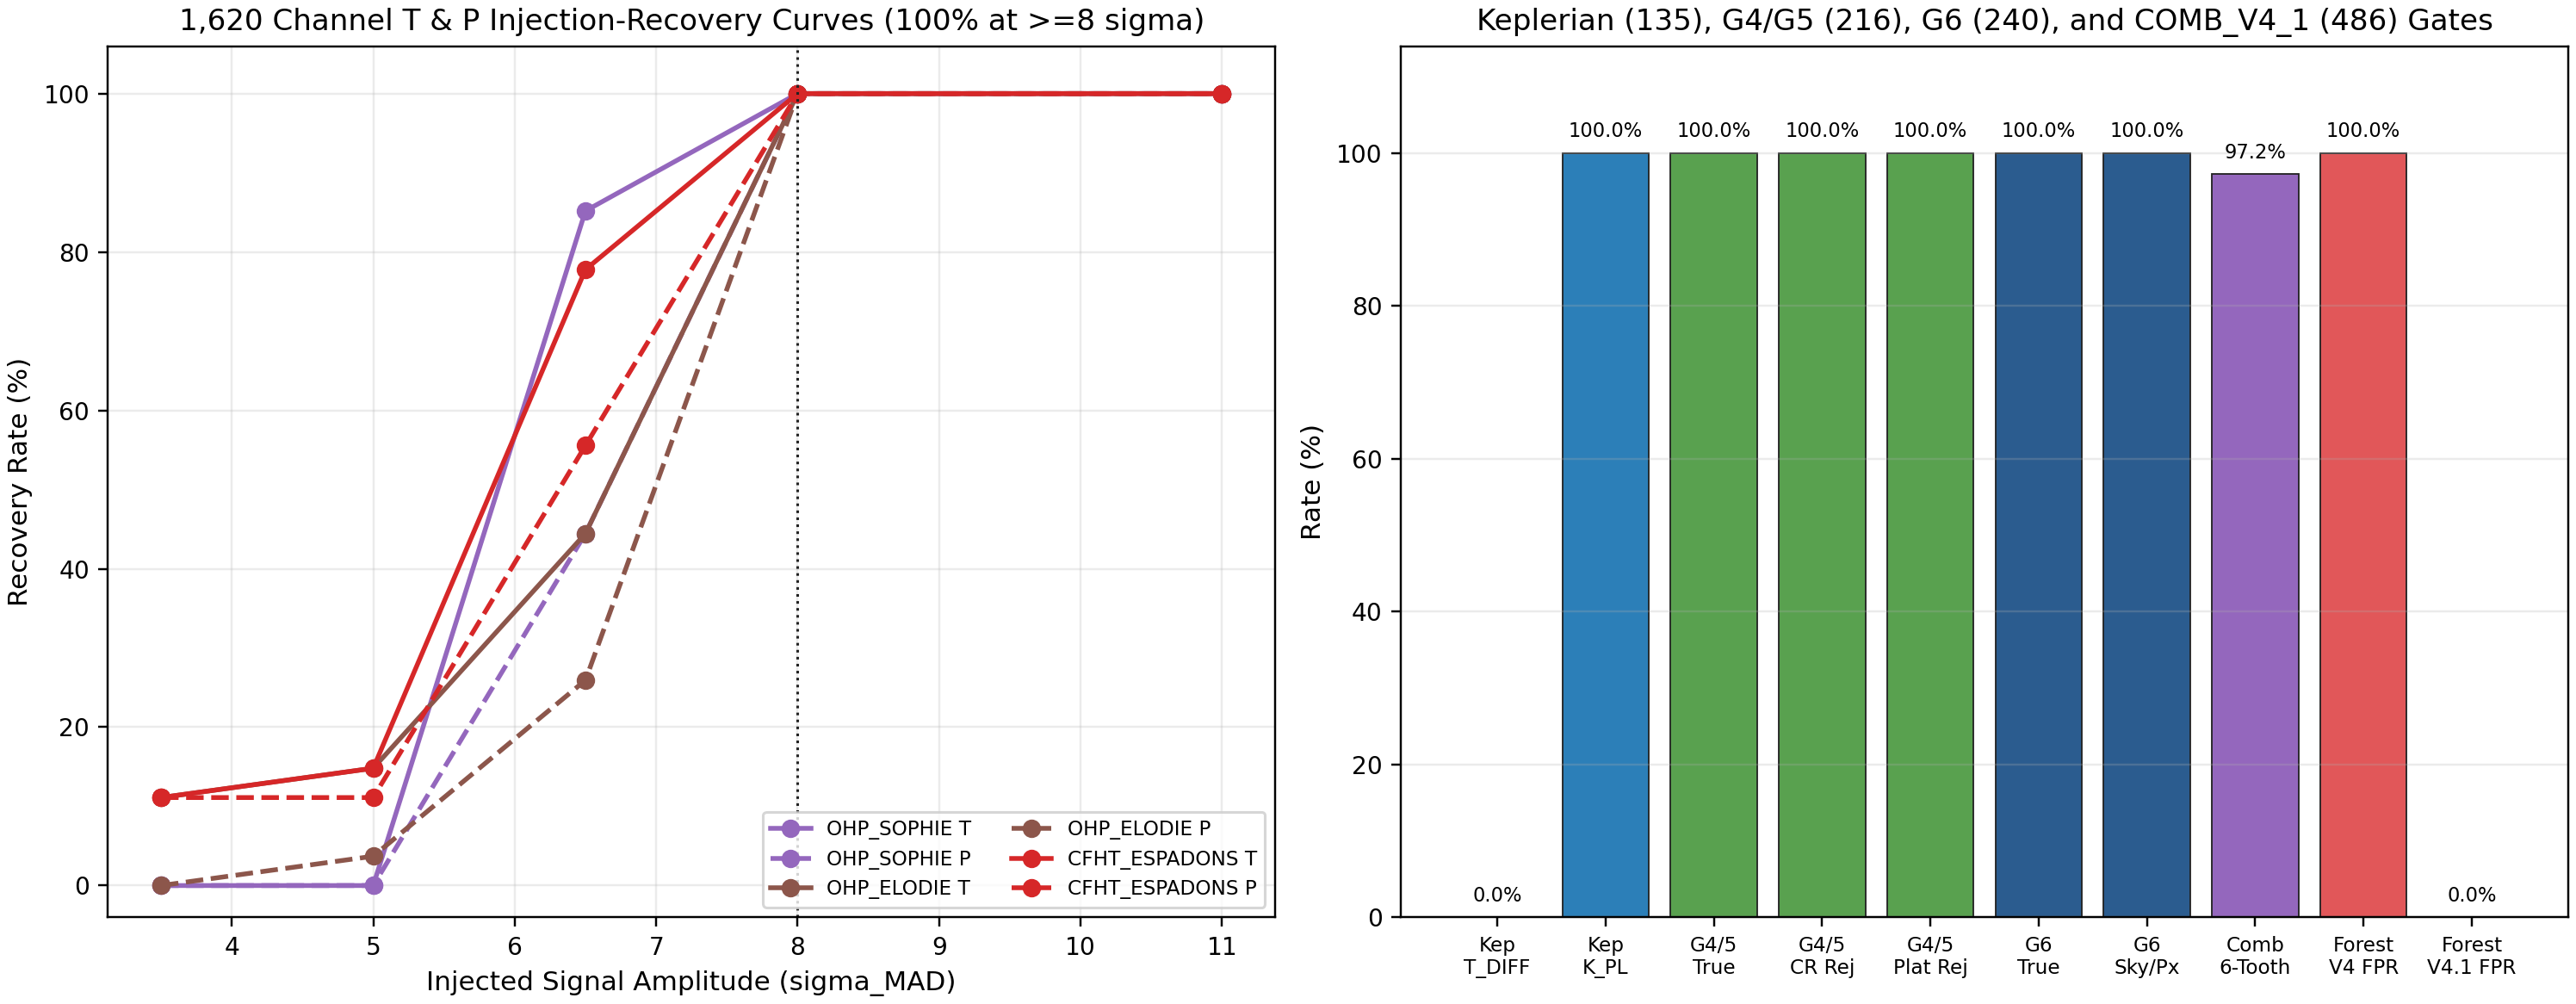 1,620 Channel T & P Injection-Recovery Curves (100% at >=8 sigma)
Recovery Rate (%)
100
80
60
40
20
0
4 5 6 7 8 9 10 11
Injected Signal Amplitude (sigma_MAD)
OHP_SOPHIE T
OHP_SOPHIE P
OHP_ELODIE T
OHP_ELODIE P
CFHT_ESPADONS T
CFHT_ESPADONS P
Keplerian (135), G4/G5 (216), G6 (240), and COMB_V4_1 (486) Gates
Rate (%)
100
80
60
40
20
0
0.0% 100.0% 100.0% 100.0% 100.0% 100.0% 100.0% 97.2% 100.0% 0.0%
Kep
T_DIFF
Kep
K_PL
G4/5
True
G4/5
CR Rej
G4/5
Plat Rej
G6
True
G6
Sky/Px
Comb
6-Tooth
Forest
V4 FPR
Forest
V4.1 FPR